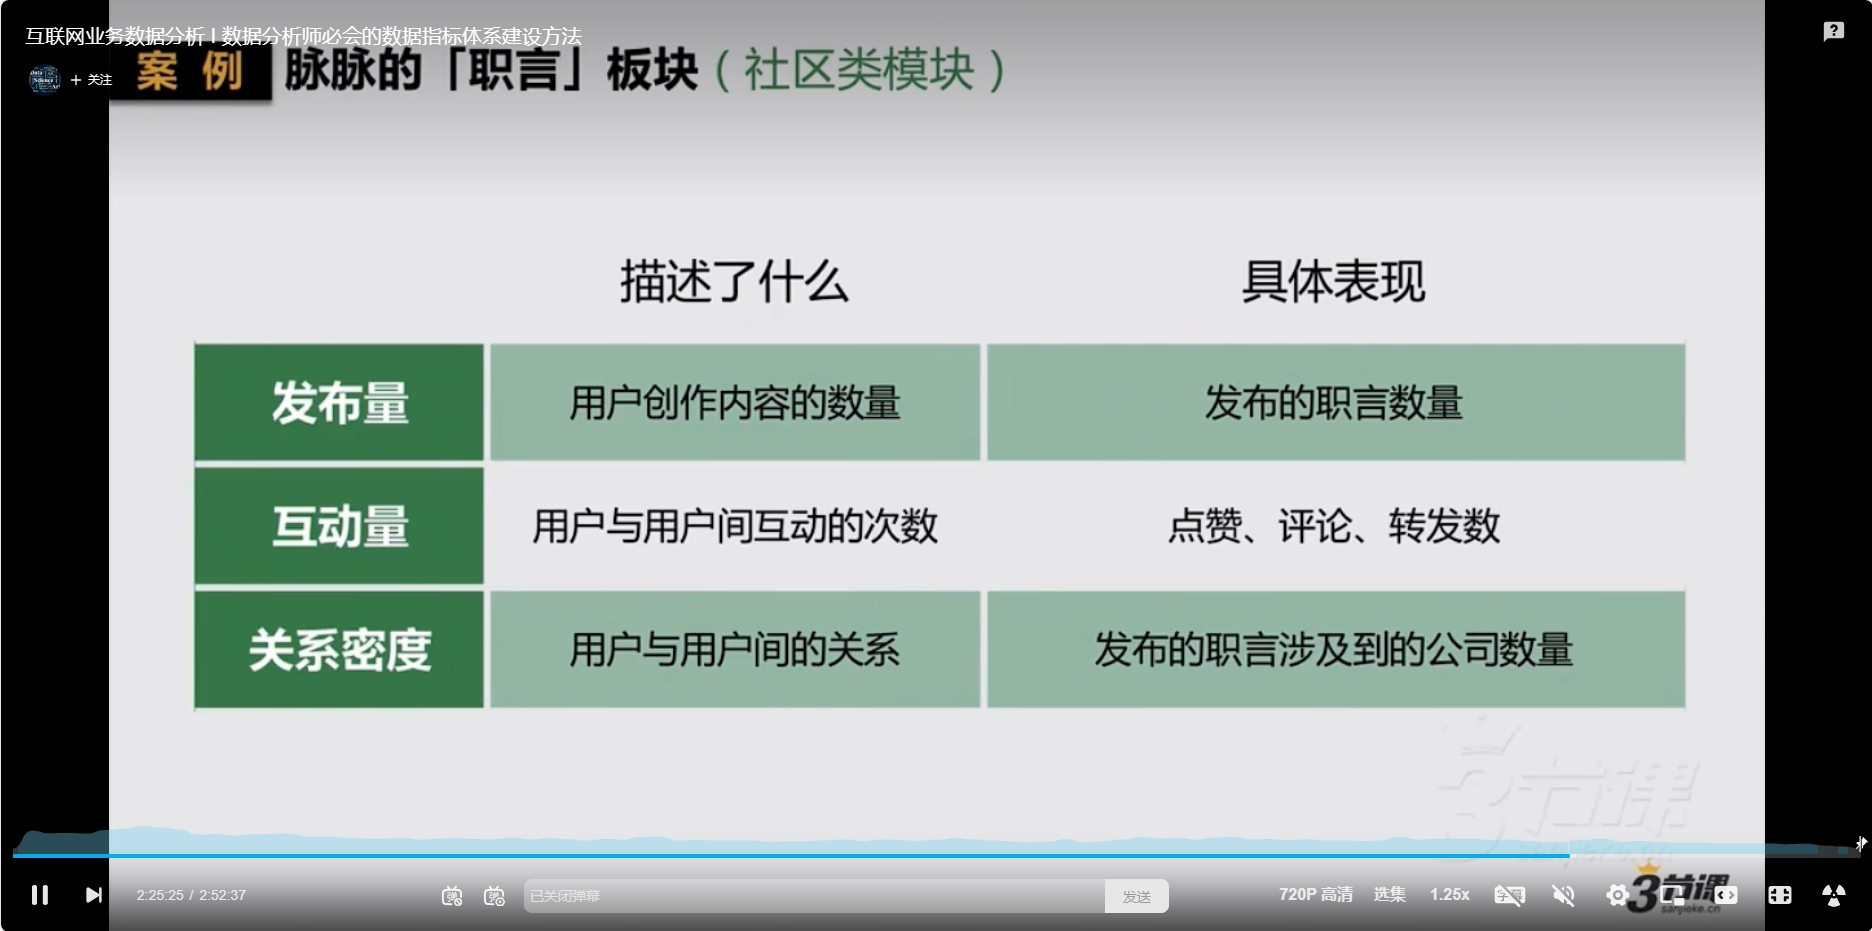 互联网业务数据分析 | 数据分析师必会的数据指标体系建设方法
+ 关注
案 例 脉脉的「职言」板块（社区类模块）
描述了什么 具体表现
发布量 用户创作内容的数量 发布的职言数量
互动量 用户与用户间互动的次数 点赞、评论、转发数
关系密度 用户与用户间的关系 发布的职言涉及到的公司数量
3节课
sanjieke.cn
2:25:25 / 2:52:37 已关闭弹幕 发送 720P 高清 选集 1.25x
3节课
sanjieke.cn